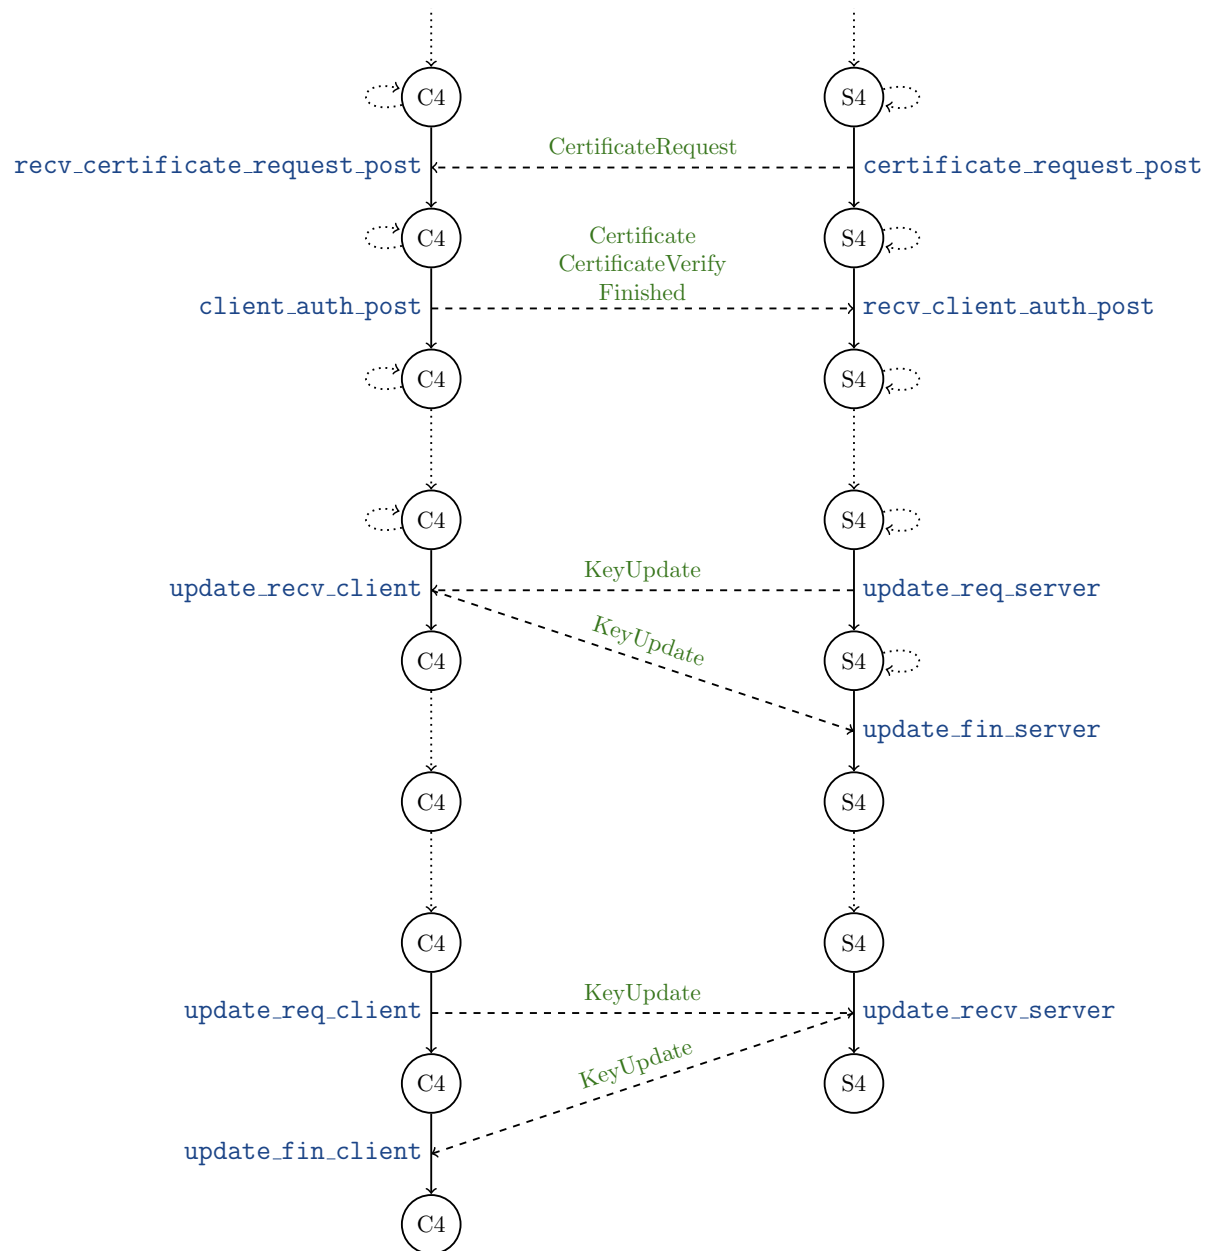 C4
S4
CertificateRequest
recv_certificate_request_post
certificate_request_post
C4
S4
Certificate
CertificateVerify
Finished
client_auth_post
recv_client_auth_post
C4
S4
C4
S4
KeyUpdate
update_recv_client
update_req_server
KeyUpdate
C4
S4
update_fin_server
C4
S4
C4
S4
KeyUpdate
update_req_client
update_recv_server
KeyUpdate
C4
S4
update_fin_client
C4